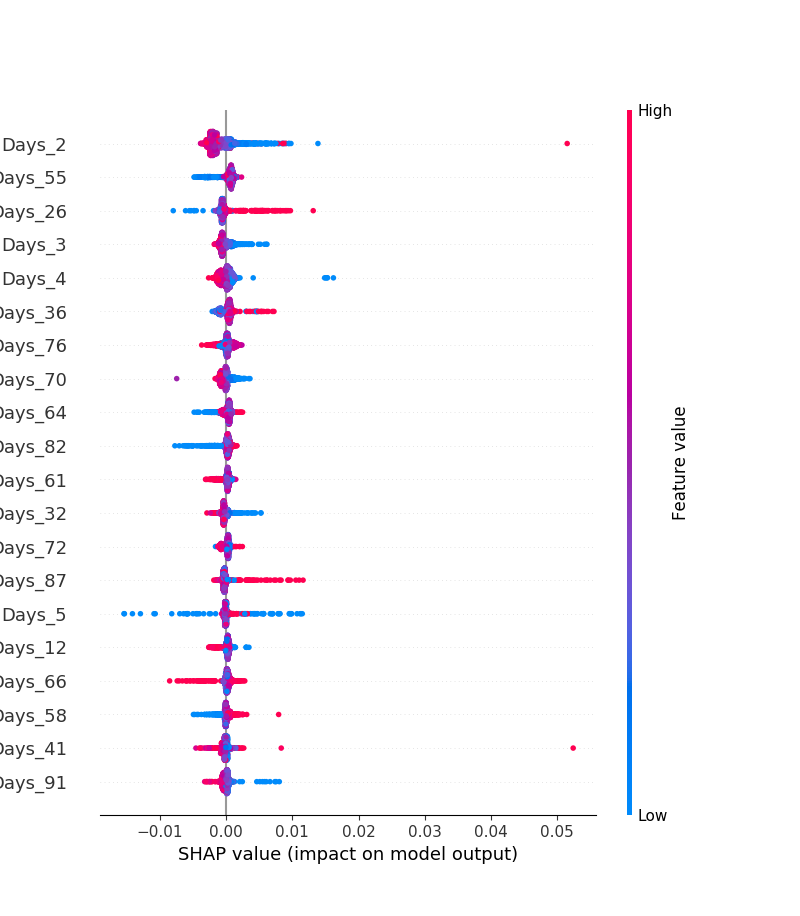 High
Days_2
Days_55
Days_26
Days_3
Days_4
Days_36
Days_76
Days_70
Days_64
Days_82
Days_61
Days_32
Days_72
Days_87
Days_5
Days_12
Days_66
Days_58
Days_41
Days_91
Feature value
Low
−0.01 0.00 0.01 0.02 0.03 0.04 0.05
SHAP value (impact on model output)